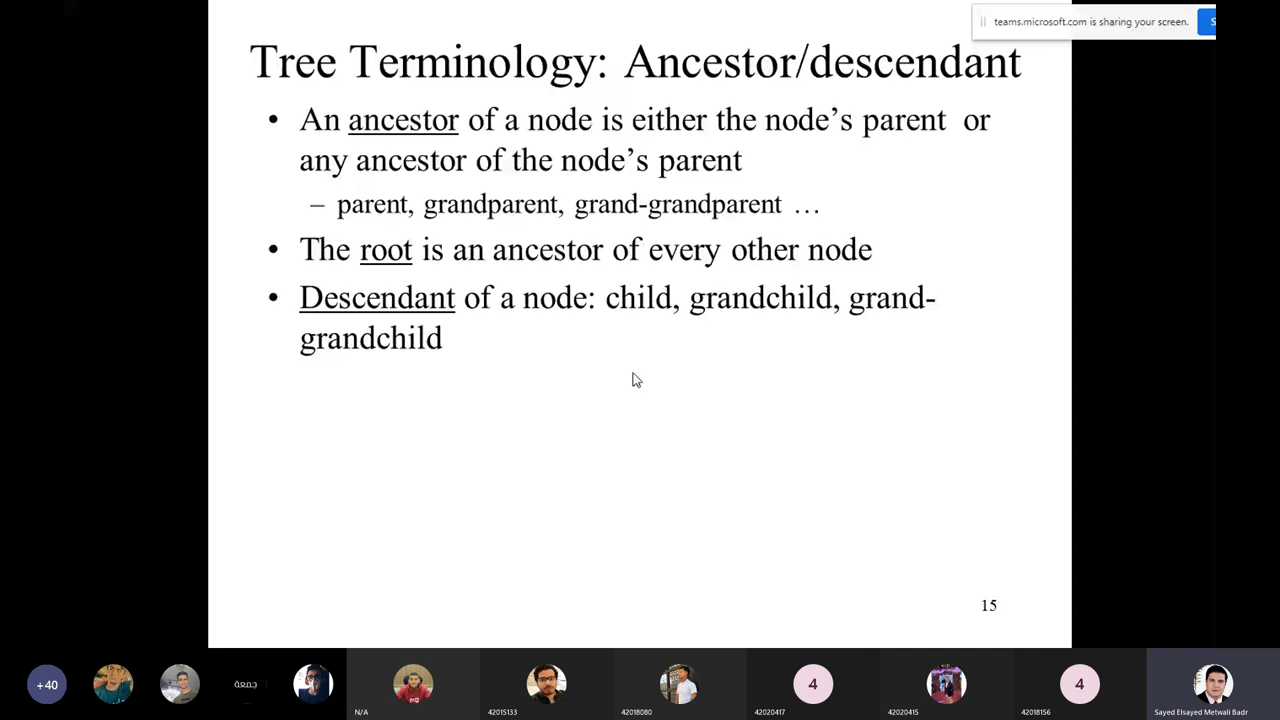 teams.microsoft.com is sharing your screen.
S
Tree Terminology: Ancestor/descendant
• An ancestor of a node is either the node’s parent or
any ancestor of the node’s parent
– parent, grandparent, grand-grandparent …
• The root is an ancestor of every other node
• Descendant of a node: child, grandchild, grand-
grandchild
15
+40
جمعة
N/A
42015133
42018080
4
42020417
42020415
4
42018156
Sayed Elsayed Metwali Badr